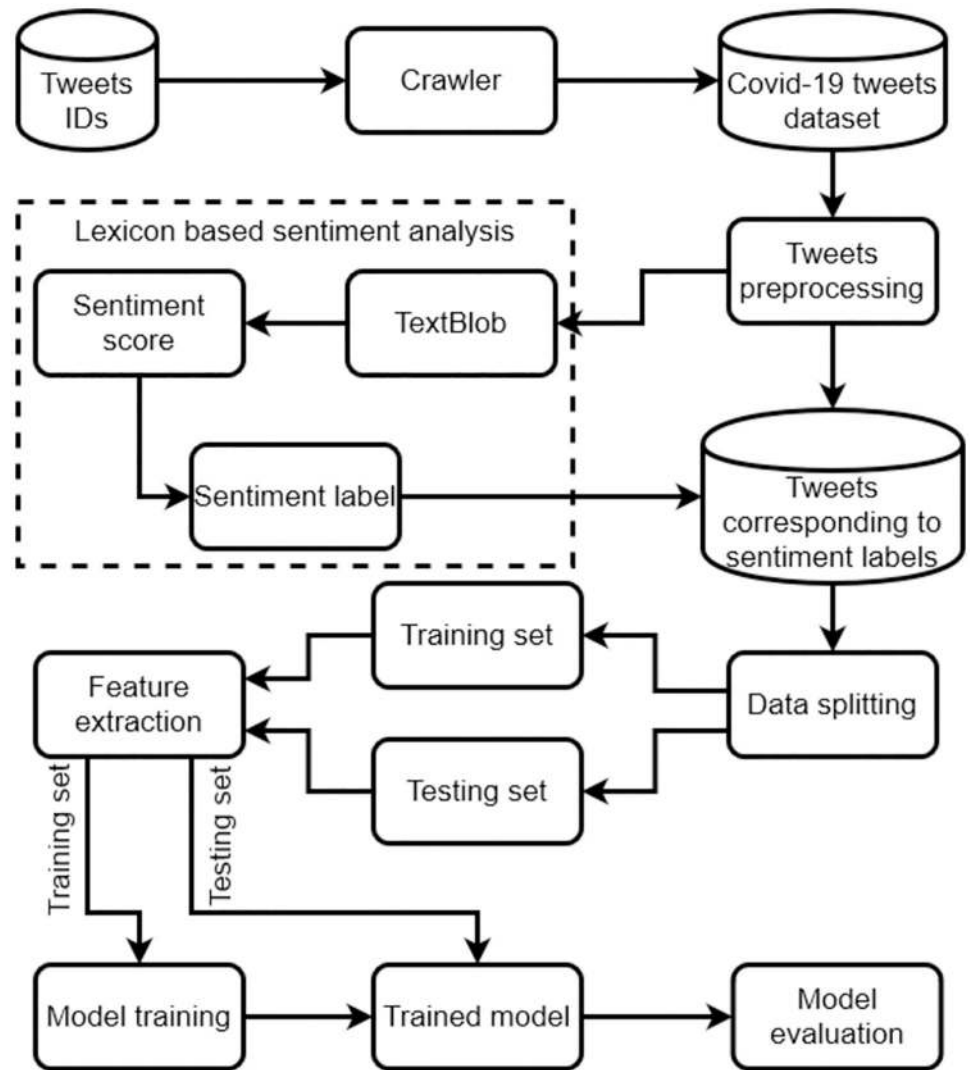 Tweets
IDs
Crawler
Covid-19 tweets
dataset
Lexicon based sentiment analysis
Tweets
preprocessing
Sentiment
score
TextBlob
Sentiment label
Tweets
corresponding to
sentiment labels
Training set
Feature
extraction
Data splitting
Testing set
Training set
Testing set
Model training
Trained model
Model
evaluation